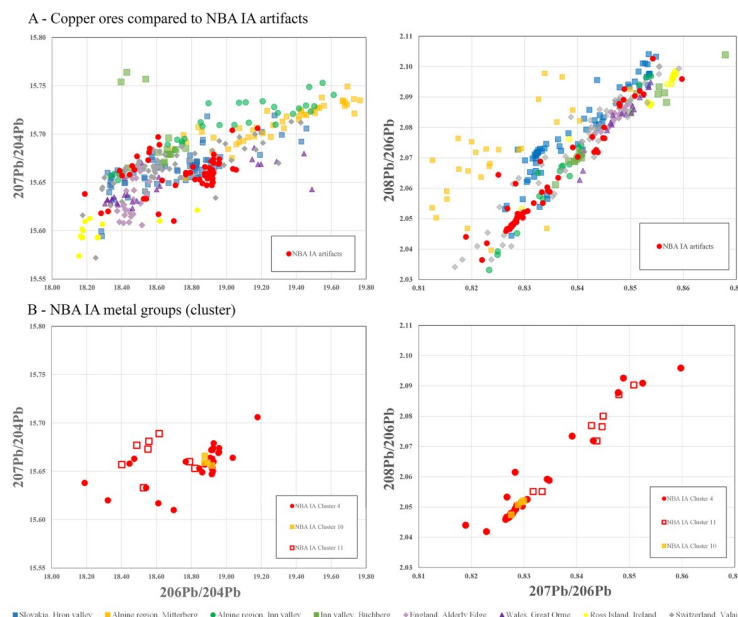 A - Copper ores compared to NBA IA artifacts
15.80
15.75
15.70
15.65
15.60
15.55
207Pb/204Pb
18.00 18.20 18.40 18.60 18.80 19.00 19.20 19.40 19.60 19.80
NBA IA artifacts
2.11
2.10
2.09
2.08
2.07
2.06
2.05
2.04
2.03
208Pb/206Pb
0.81 0.82 0.83 0.84 0.85 0.86
NBA IA artifacts
B - NBA IA metal groups (cluster)
15.80
15.75
15.70
15.65
15.60
15.55
207Pb/204Pb
18.00 18.20 18.40 18.60 18.80 19.00 19.20 19.40 19.60 19.80
206Pb/204Pb
NBA IA Cluster 4
NBA IA Cluster 10
NBA IA Cluster 11
2.11
2.10
2.09
2.08
2.07
2.06
2.05
2.04
2.03
208Pb/206Pb
0.81 0.82 0.83 0.84 0.85 0.86
207Pb/206Pb
NBA IA Cluster 4
NBA IA Cluster 11
NBA IA Cluster 10
Slovakia, Hron valley Alpine region, Mitterberg Alpine region, Inn valley Inn valley, Buchberg England, Alderly Edge Wales, Great Orme Ross Island, Ireland Switzerland,